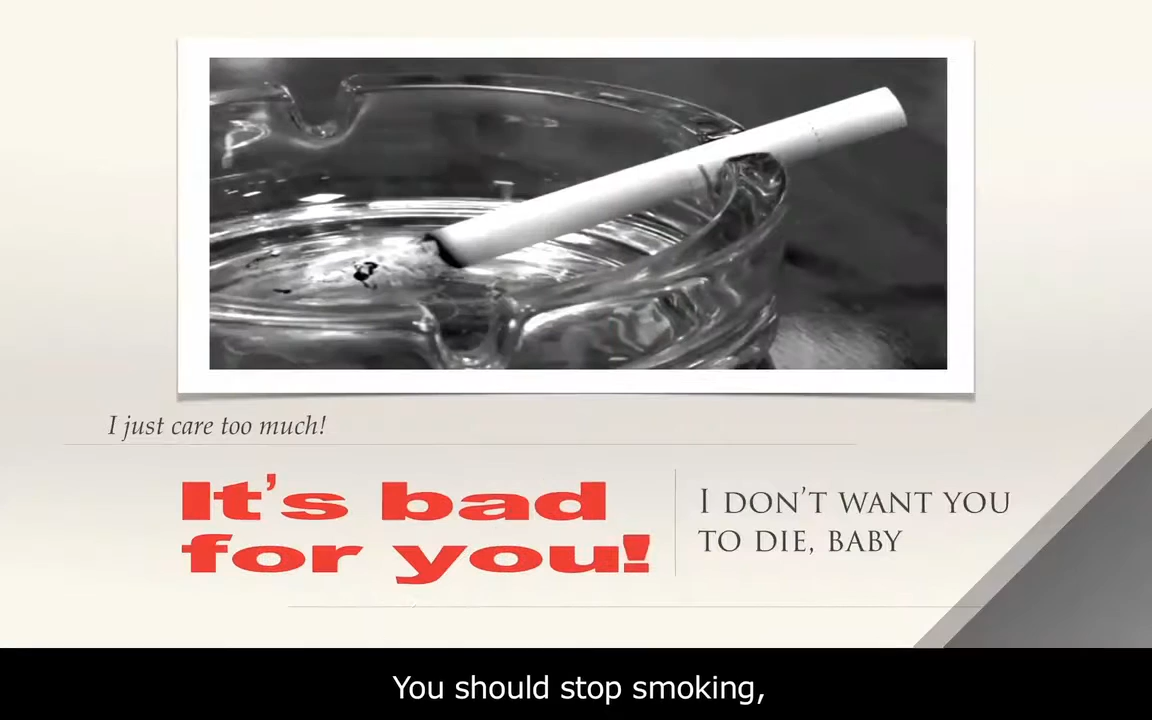 I just care too much!
It's bad
for you!
I DON'T WANT YOU
TO DIE, BABY
You should stop smoking,